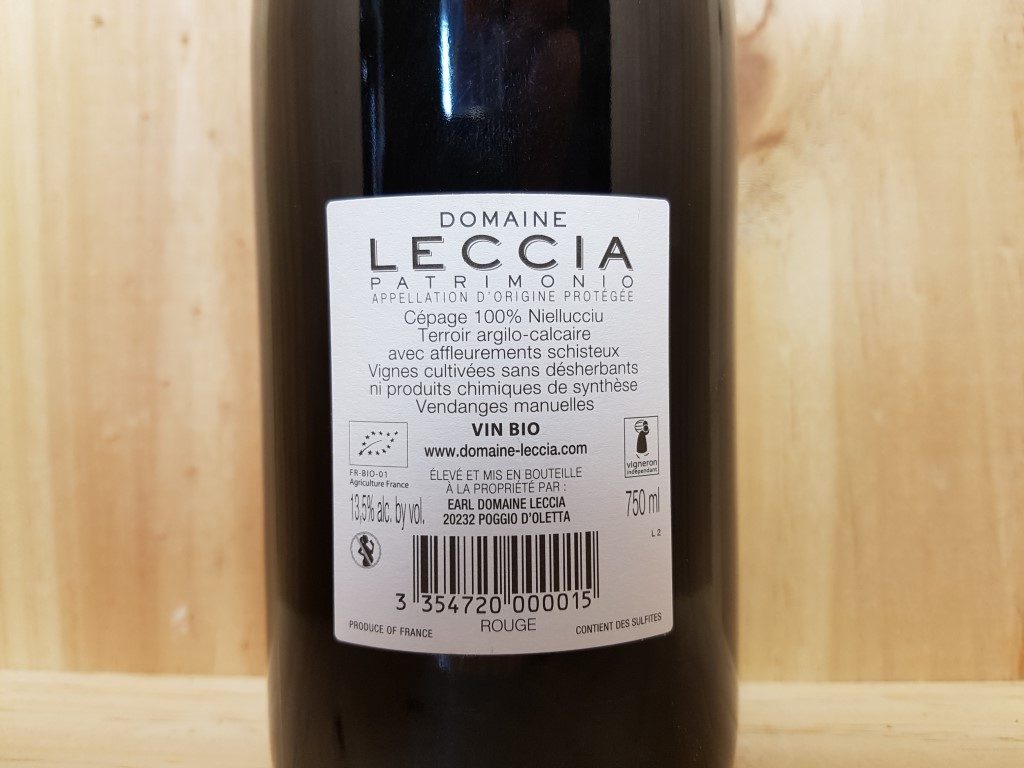 DOMAINE
LECCIA
PATRIMONIO
APPELLATION D'ORIGINE PROTÉGÉE
Cépage 100% Niellucciu
Terroir argilo-calcaire
avec affleurements schisteux
Vignes cultivées sans désherbants
ni produits chimiques de synthèse
Vendanges manuelles
VIN BIO
www.domaine-leccia.com
FR-BIO-01
Agriculture France
vigneron
indépendant
ÉLEVÉ ET MIS EN BOUTEILLE
À LA PROPRIÉTÉ PAR :
EARL DOMAINE LECCIA
20232 POGGIO D'OLETTA
13,5% alc. by vol.
750 ml
L 2
3 354720 000015
ROUGE
PRODUCE OF FRANCE
CONTIENT DES SULFITES